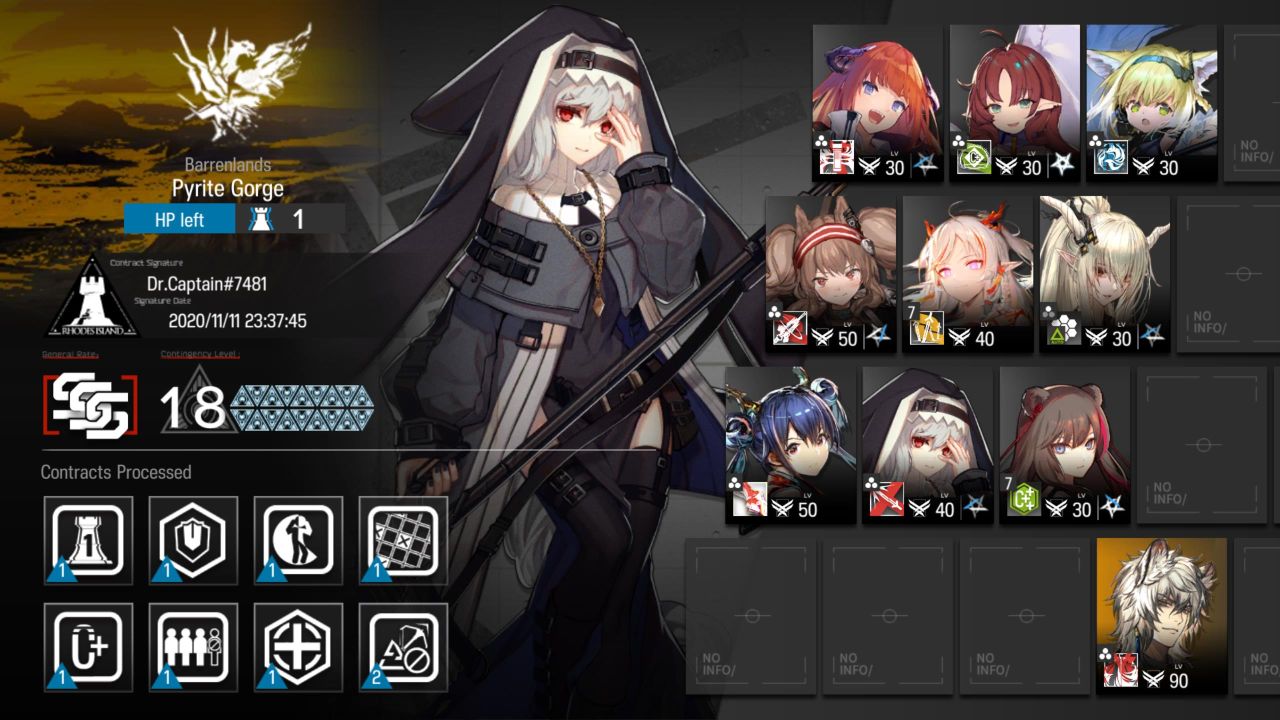 Barrenlands
Pyrite Gorge
HP left 1
Contract Signature
Dr.Captain#7481
Signature Date
2020/11/11 23:37:45
RHODES ISLAND
General Rate:
Contingency Level:
18
Contracts Processed
1
1 1 1 1
1 1 1 2
LV 30
LV 30
LV 30
NO INFO/
LV 50
7 LV 40
AUTO LV 30
NO INFO/
LV 50
LV 40
7 LV 30
NO INFO/
NO INFO/
NO INFO/
NO INFO/
LV 90
NO INFO/